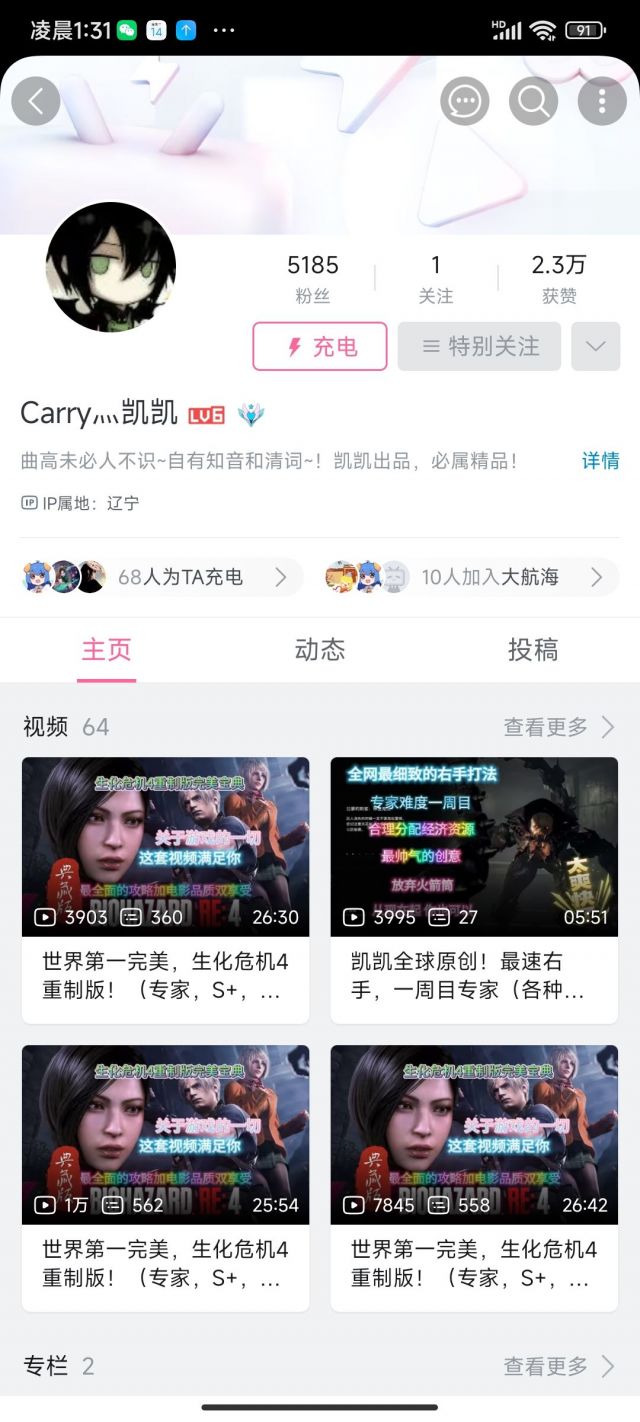 凌晨1:31
14
HD
91
5185
粉丝
1
关注
2.3万
获赞
充电
特别关注
Carry灬凯凯 LV6
曲高未必人不识~自有知音和清词~！凯凯出品，必属精品！
详情
IP IP属地：辽宁
68人为TA充电
10人加入大航海
主页
动态
投稿
视频 64
查看更多
生化危机4重制版完美宝典
关于游戏的一切
这套视频满足你
典藏版
最全面的攻略加电影品质双享受
BIOHAZARD RE:4
3903 360 26:30
世界第一完美，生化危机4
重制版！（专家，S+，...
全网最细致的右手打法
专家难度一周目
合理分配经济资源
最帅气的创意
放弃火箭筒
3995 27 05:51
凯凯全球原创！最速右
手，一周目专家（各种...
生化危机4重制版完美宝典
关于游戏的一切
这套视频满足你
典藏版
最全面的攻略加电影品质双享受
BIOHAZARD RE:4
1万 562 25:54
世界第一完美，生化危机4
重制版！（专家，S+，...
生化危机4重制版完美宝典
关于游戏的一切
这套视频满足你
典藏版
最全面的攻略加电影品质双享受
BIOHAZARD RE:4
7845 558 26:42
世界第一完美，生化危机4
重制版！（专家，S+，...
专栏 2
查看更多